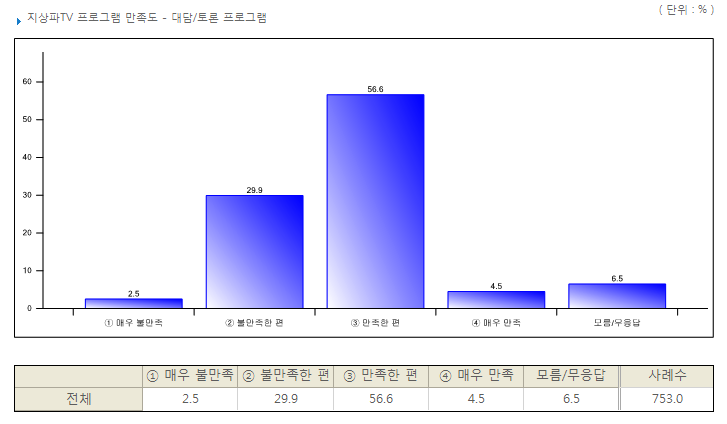 ( 단위 : % )
지상파TV 프로그램 만족도 - 대담/토론 프로그램
60
50
40
30
20
10
0
2.5
29.9
56.6
4.5
6.5
① 매우 불만족 ② 불만족한 편 ③ 만족한 편 ④ 매우 만족 모름/무응답
① 매우 불만족 ② 불만족한 편 ③ 만족한 편 ④ 매우 만족 모름/무응답 사례수
전체 2.5 29.9 56.6 4.5 6.5 753.0